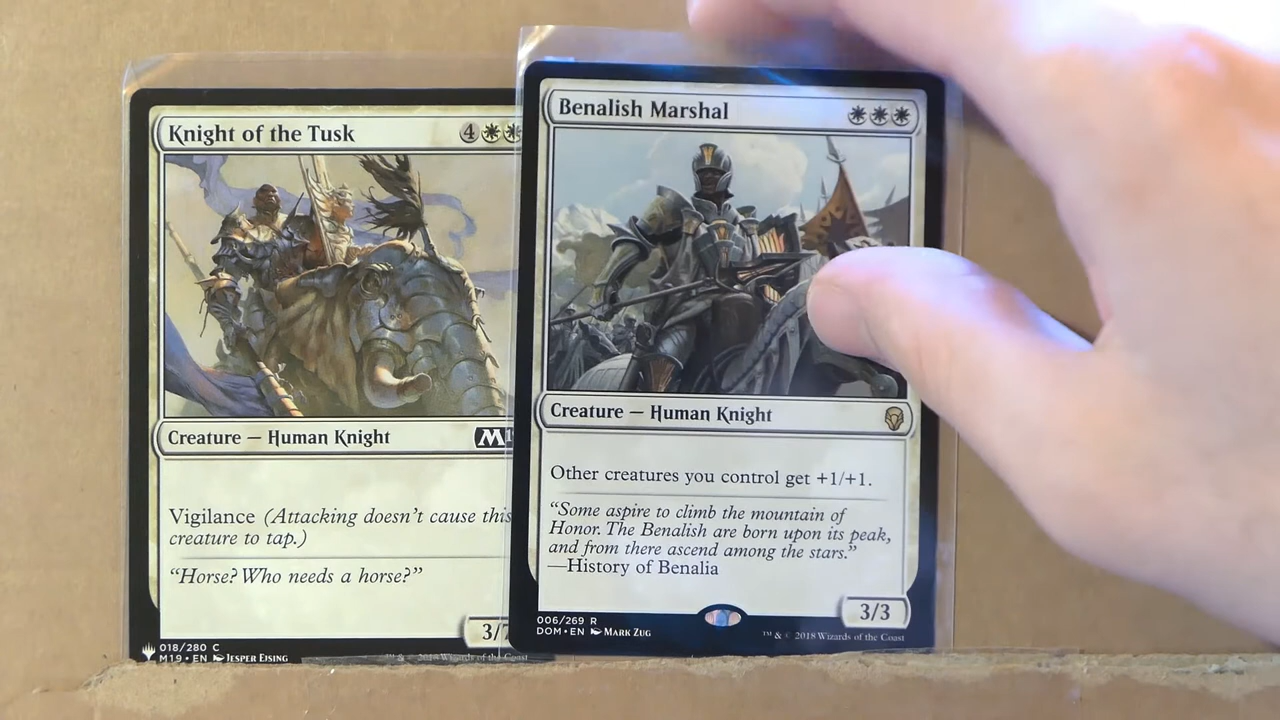 Knight of the Tusk
4
Creature — Human Knight
M
Vigilance (Attacking doesn't cause this
creature to tap.)
"Horse? Who needs a horse?"
3/7
018/280 C
M19 • EN Jesper Ejsing
Benalish Marshal
Creature — Human Knight
Other creatures you control get +1/+1.
"Some aspire to climb the mountain of
Honor. The Benalish are born upon its peak,
and from there ascend among the stars."
—History of Benalia
3/3
006/269 R
DOM • EN Mark Zug
™ & © 2018 Wizards of the Coast